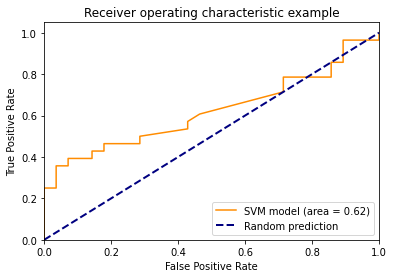 Receiver operating characteristic example
True Positive Rate
1.0
0.8
0.6
0.4
0.2
0.0
SVM model (area = 0.62)
Random prediction
0.0 0.2 0.4 0.6 0.8 1.0
False Positive Rate